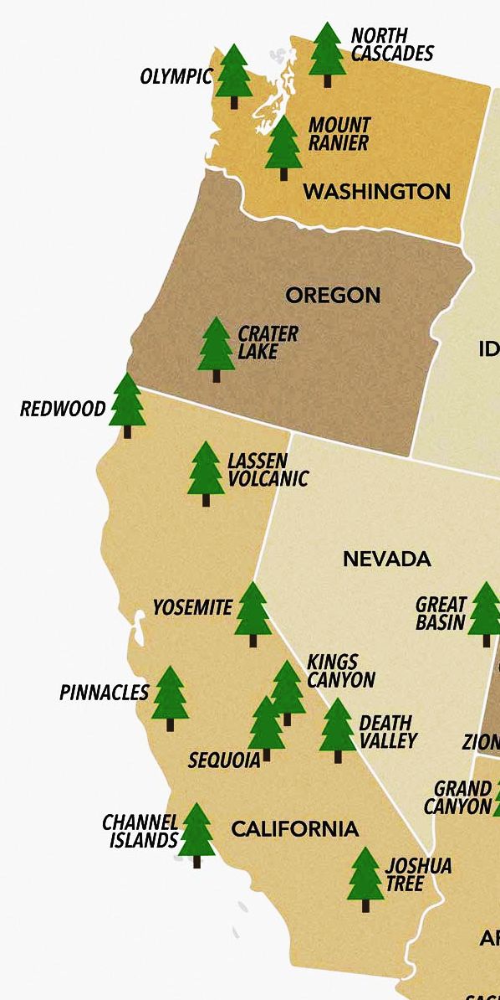 NORTH
CASCADES
OLYMPIC
MOUNT
RANIER
WASHINGTON
OREGON
CRATER
LAKE
ID
REDWOOD
LASSEN
VOLCANIC
NEVADA
YOSEMITE
GREAT
BASIN
KINGS
CANYON
PINNACLES
DEATH
VALLEY
ZION
SEQUOIA
GRAND
CANYON
CHANNEL
ISLANDS
CALIFORNIA
JOSHUA
TREE